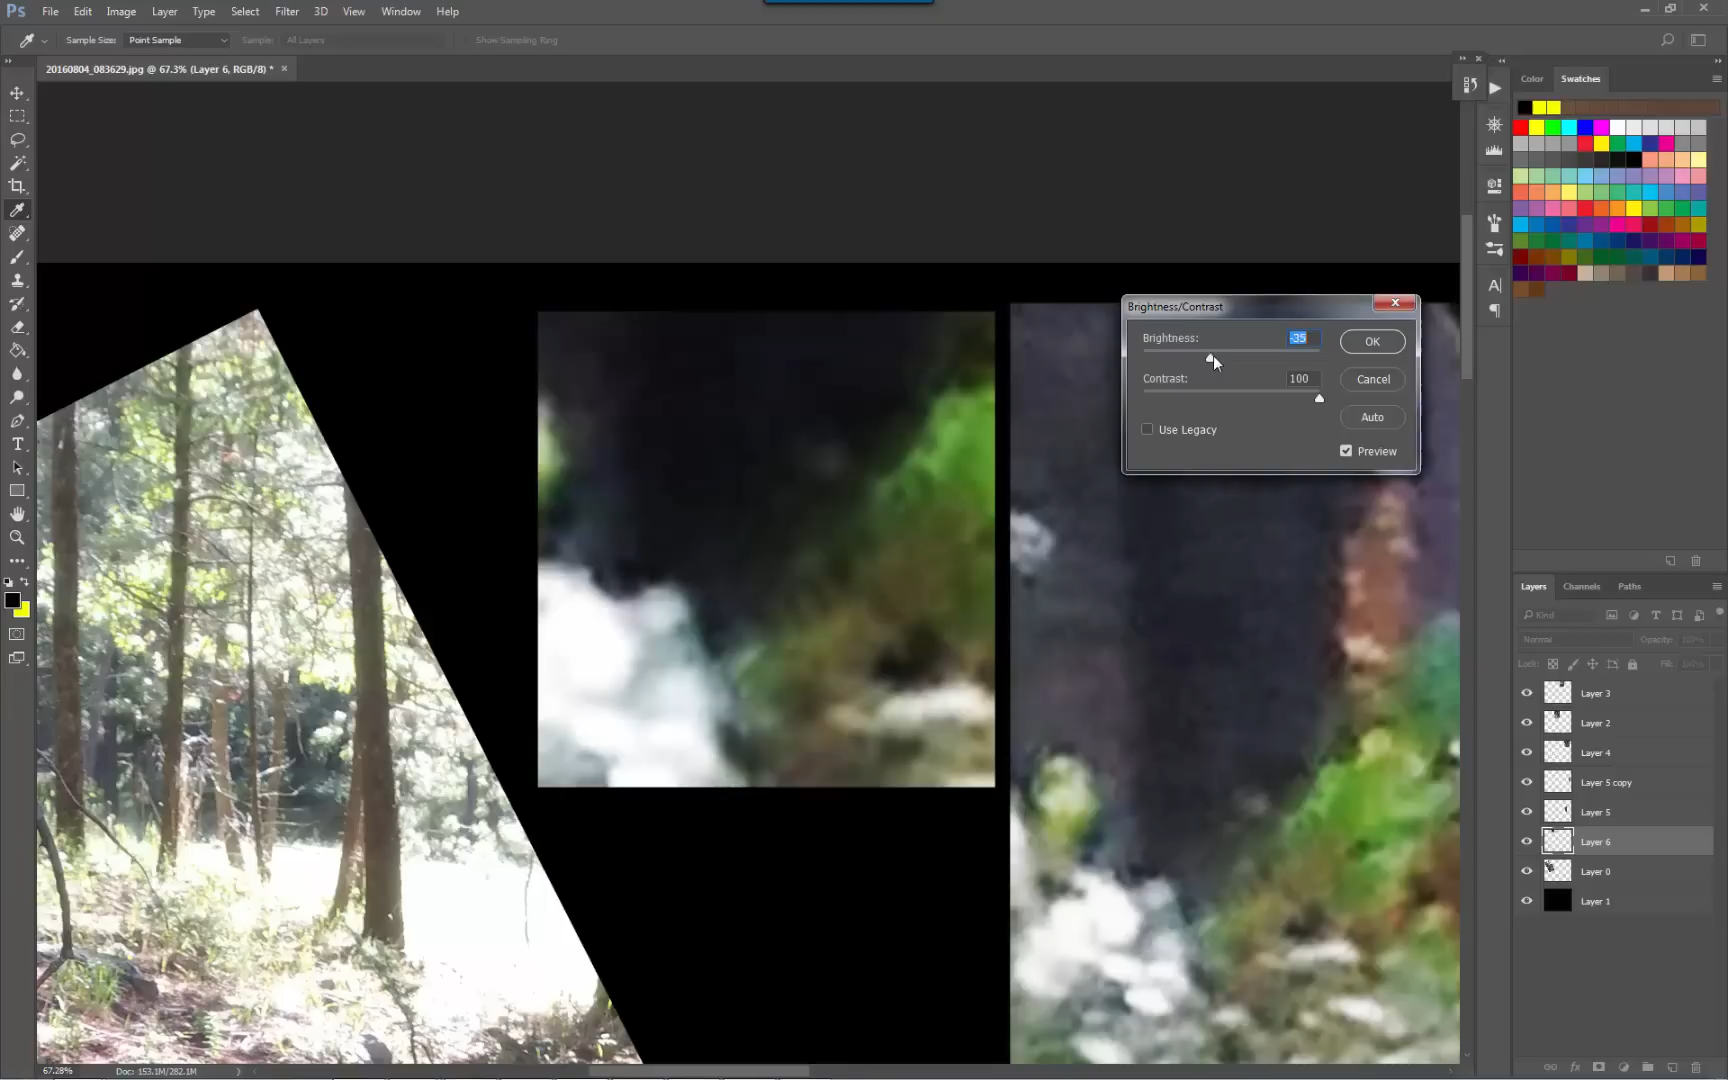 Ps File Edit Image Layer Type Select Filter 3D View Window Help
Sample Size: Point Sample Sample: All Layers Show Sampling Ring
20160804_083629.jpg @ 67.3% (Layer 6, RGB/8) *
Color Swatches
Brightness/Contrast
Brightness: -35 OK
Contrast: 100 Cancel
Auto
Use Legacy
Preview
Layers Channels Paths
Kind
Normal Opacity: 100%
Lock: Fill: 100%
Layer 3
Layer 2
Layer 4
Layer 5 copy
Layer 5
Layer 6
Layer 0
Layer 1
67.28% Doc: 153.1M/282.1M